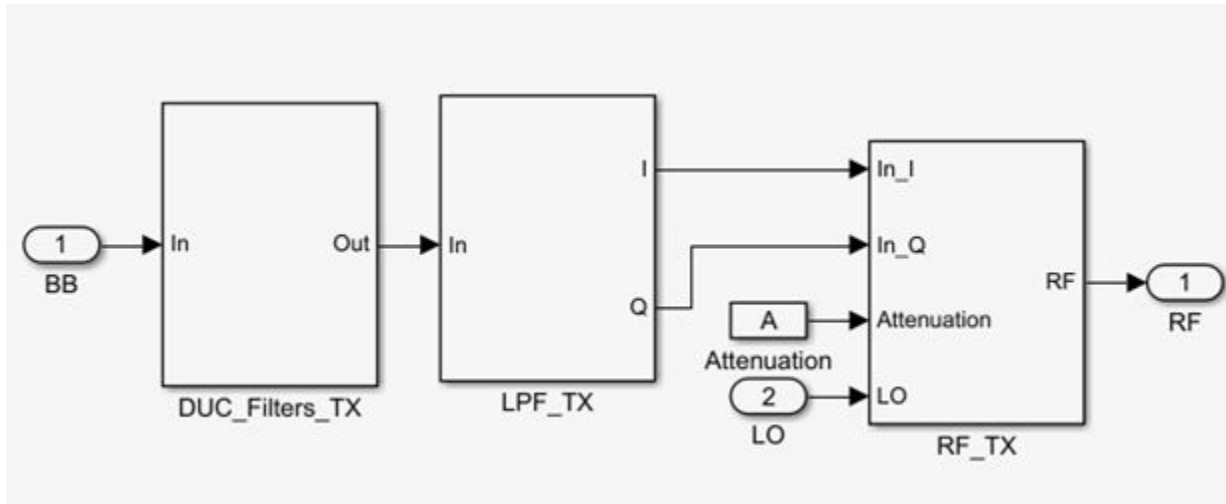 1
BB
In
Out
DUC_Filters_TX
In
I
Q
LPF_TX
A
Attenuation
2
LO
In_I
In_Q
Attenuation
LO
RF
RF_TX
1
RF